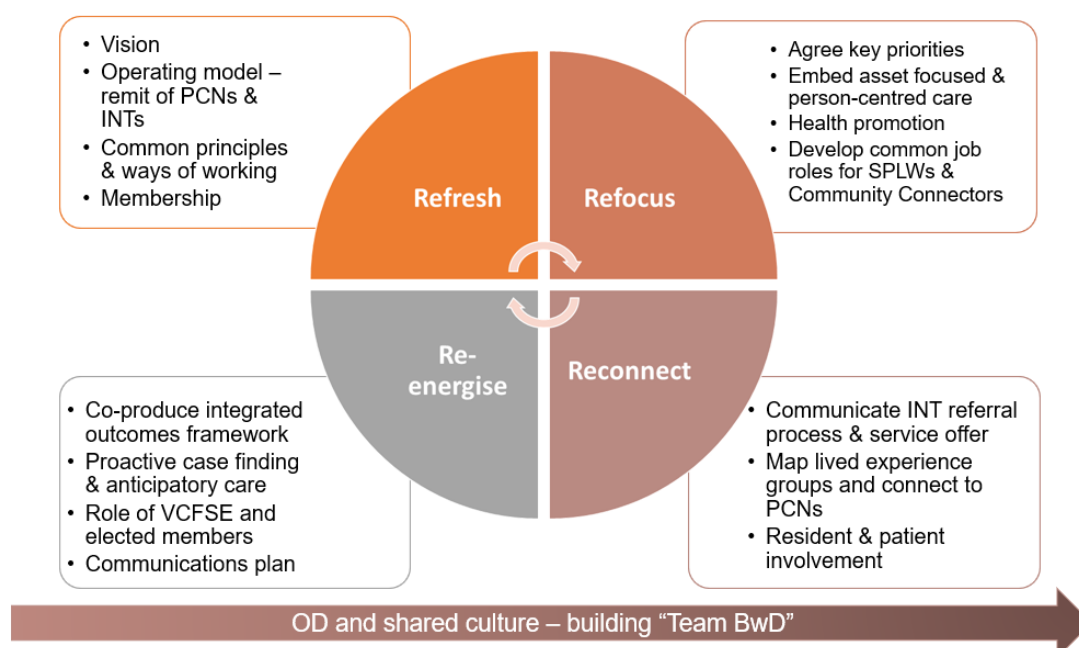 • Vision
• Operating model –
remit of PCNs &
INTs
• Common principles
& ways of working
• Membership
• Agree key priorities
• Embed asset focused &
person-centred care
• Health promotion
• Develop common job
roles for SPLWs &
Community Connectors
Refresh
Refocus
Re-
energise
Reconnect
• Co-produce integrated
outcomes framework
• Proactive case finding
& anticipatory care
• Role of VCFSE and
elected members
• Communications plan
• Communicate INT referral
process & service offer
• Map lived experience
groups and connect to
PCNs
• Resident & patient
involvement
OD and shared culture – building “Team BwD”